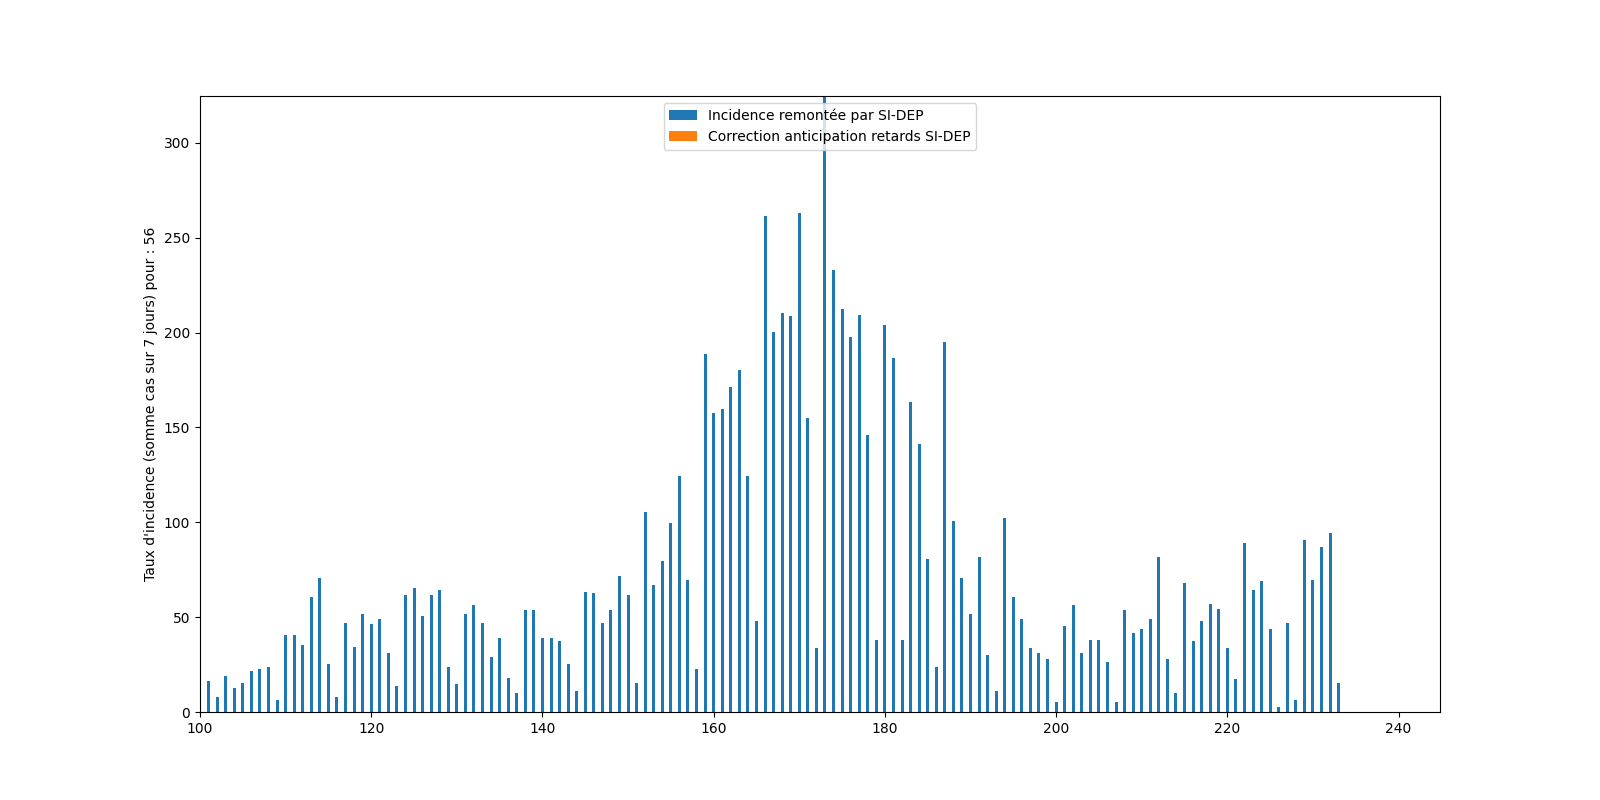 Incidence remontée par SI-DEP
Correction anticipation retards SI-DEP
Taux d'incidence (somme cas sur 7 jours) pour : 56
300
250
200
150
100
50
0
100 120 140 160 180 200 220 240